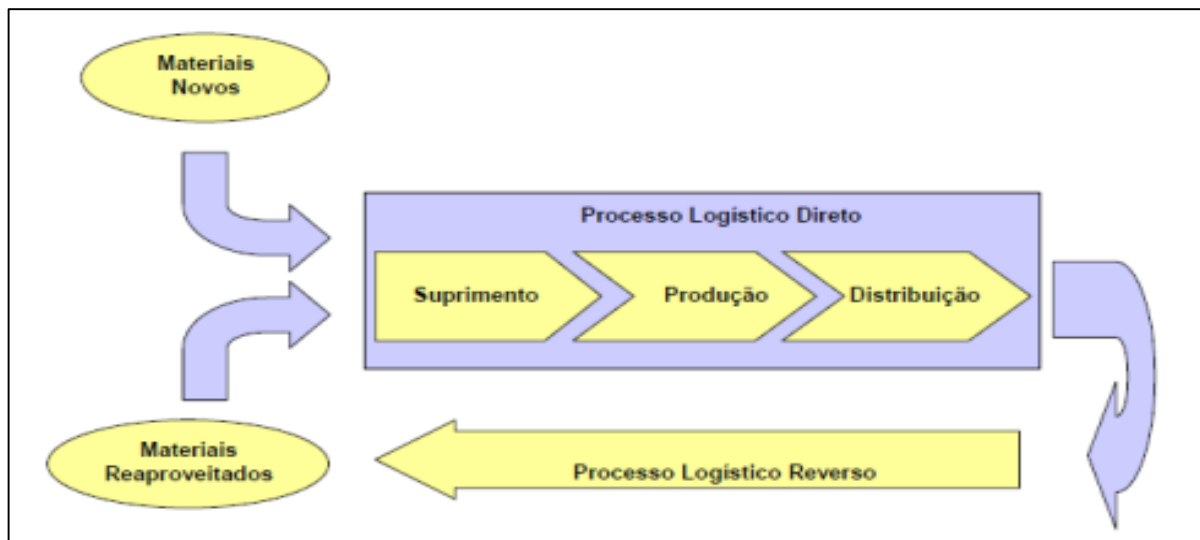 Materiais
Novos
Processo Logístico Direto
Suprimento
Produção
Distribuição
Materiais
Reaproveitados
Processo Logístico Reverso